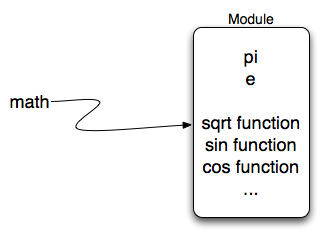 Module
pi
e
math
sqrt function
sin function
cos function
...